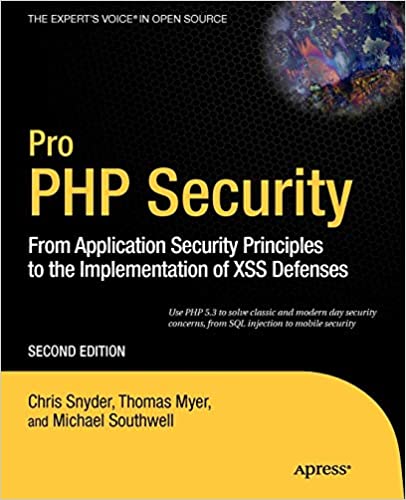 THE EXPERT'S VOICE® IN OPEN SOURCE
Pro
PHP Security
From Application Security Principles
to the Implementation of XSS Defenses
Use PHP 5.3 to solve classic and modern day security
concerns, from SQL injection to mobile security
SECOND EDITION
Chris Snyder, Thomas Myer,
and Michael Southwell
Apress®